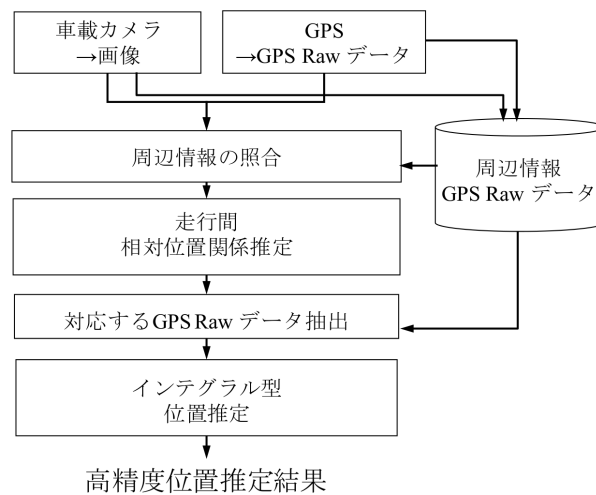 車載カメラ
→画像
GPS
→GPS Raw データ
周辺情報の照合
周辺情報
GPS Raw データ
走行間
相対位置関係推定
対応するGPS Raw データ抽出
インテグラル型
位置推定
高精度位置推定結果